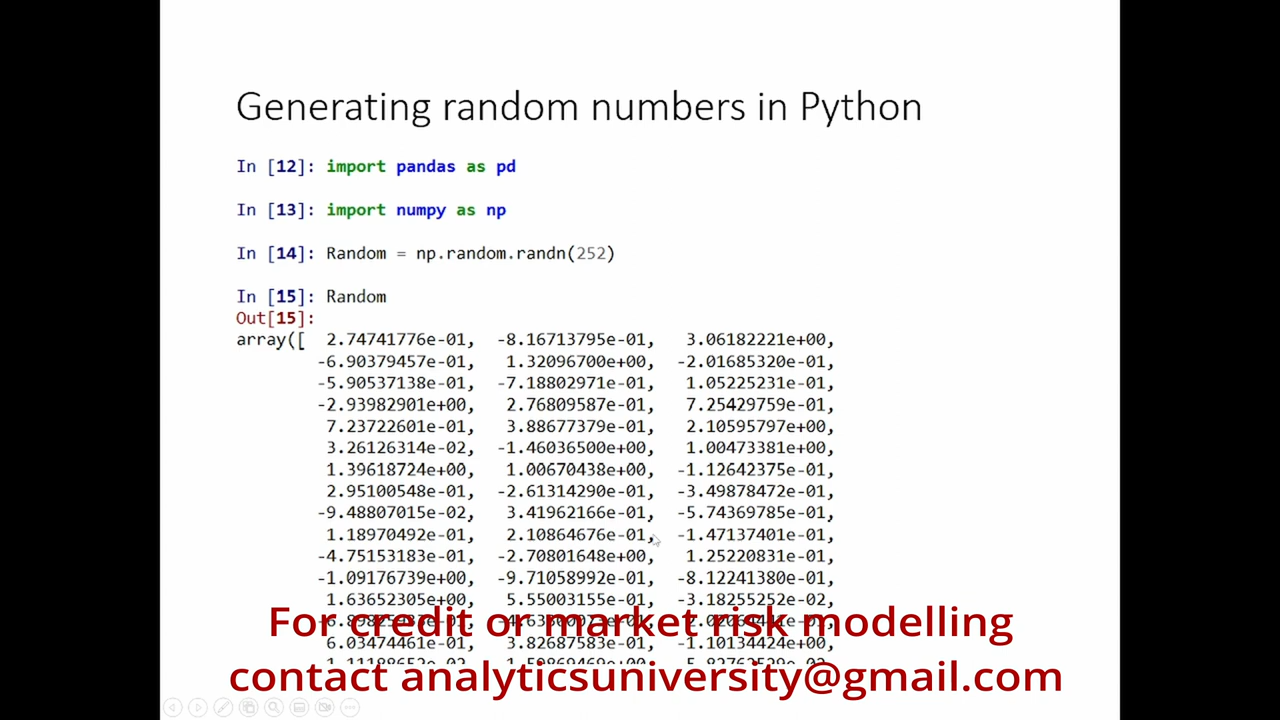 Generating random numbers in Python
In [12]: import pandas as pd
In [13]: import numpy as np
In [14]: Random = np.random.randn(252)
In [15]: Random
Out[15]:
array([ 2.74741776e-01, -8.16713795e-01, 3.06182221e+00,
-6.90379457e-01, 1.32096700e+00, -2.01685320e-01,
-5.90537138e-01, -7.18802971e-01, 1.05225231e-01,
-2.93982901e+00, 2.76809587e-01, 7.25429759e-01,
7.23722601e-01, 3.88677379e-01, 2.10595797e+00,
3.26126314e-02, -1.46036500e+00, 1.00473381e+00,
1.39618724e+00, 1.00670438e+00, -1.12642375e-01,
2.95100548e-01, -2.61314290e-01, -3.49878472e-01,
-9.48807015e-02, 3.41962166e-01, -5.74369785e-01,
1.18970492e-01, 2.10864676e-01, -1.47137401e-01,
-4.75153183e-01, -2.70801648e+00, 1.25220831e-01,
-1.09176739e+00, -9.71058992e-01, -8.12241380e-01,
1.63652305e+00, 5.55003155e-01, -3.18255252e-02,
For credit or market risk modelling
6.03474461e-01, 3.82687583e-01, -1.10134424e+00,
contact analyticsuniversity@gmail.com